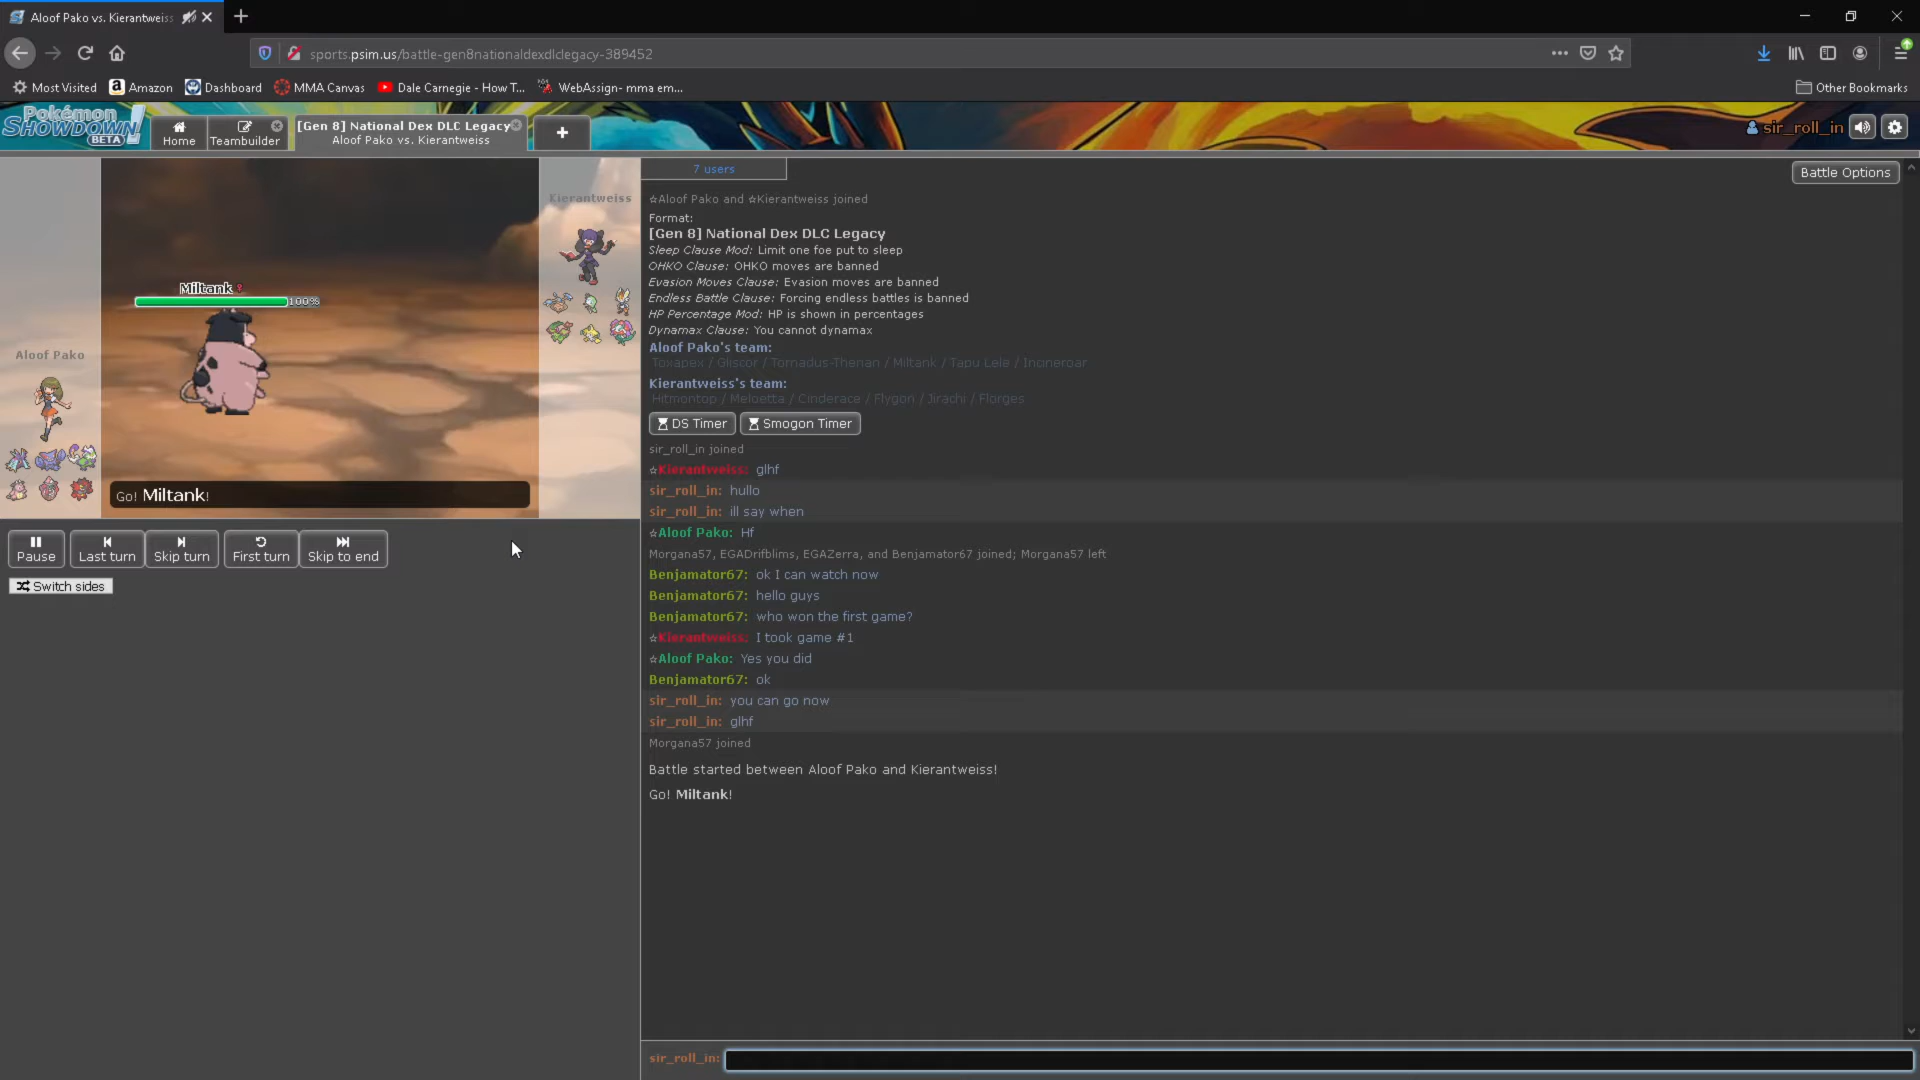 Aloof Pako vs. Kierantweiss
sports.psim.us/battle-gen8nationaldexdlclegacy-389452
Most Visited
Amazon
Dashboard
MMA Canvas
Dale Carnegie - How T...
WebAssign- mma em...
Other Bookmarks
Pokémon
SHOWDOWN!
BETA
Home
Teambuilder
[Gen 8] National Dex DLC Legacy
Aloof Pako vs. Kierantweiss
sir_roll_in
7 users
Battle Options
Kierantweiss
Miltank ♀
100%
Aloof Pako
Go! Miltank!
Pause
Last turn
Skip turn
First turn
Skip to end
Switch sides
☆Aloof Pako and ☆Kierantweiss joined
Format:
[Gen 8] National Dex DLC Legacy
Sleep Clause Mod: Limit one foe put to sleep
OHKO Clause: OHKO moves are banned
Evasion Moves Clause: Evasion moves are banned
Endless Battle Clause: Forcing endless battles is banned
HP Percentage Mod: HP is shown in percentages
Dynamax Clause: You cannot dynamax
Aloof Pako's team:
Toxapex / Gliscor / Tornadus-Therian / Miltank / Tapu Lele / Incineroar
Kierantweiss's team:
Hitmontop / Meloetta / Cinderace / Flygon / Jirachi / Florges
DS Timer
Smogon Timer
sir_roll_in joined
☆Kierantweiss: glhf
sir_roll_in: hullo
sir_roll_in: ill say when
☆Aloof Pako: Hf
Morgana57, EGADrifblims, EGAZerra, and Benjamator67 joined; Morgana57 left
Benjamator67: ok I can watch now
Benjamator67: hello guys
Benjamator67: who won the first game?
☆Kierantweiss: I took game #1
☆Aloof Pako: Yes you did
Benjamator67: ok
sir_roll_in: you can go now
sir_roll_in: glhf
Morgana57 joined
Battle started between Aloof Pako and Kierantweiss!
Go! Miltank!
sir_roll_in: